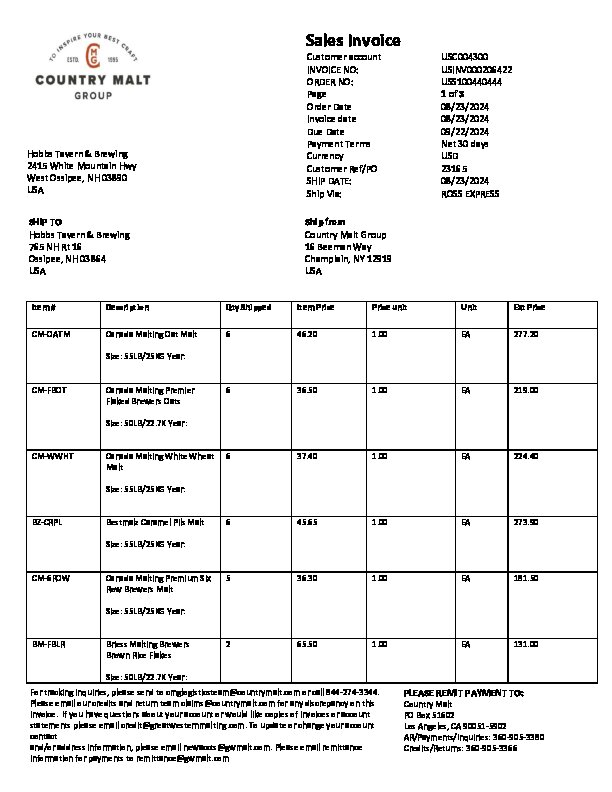 TO INSPIRE YOUR BEST CRAFT
ESTD. CMG 1995
COUNTRY MALT
GROUP
Sales Invoice
Customer account USC004300
INVOICE NO: USINV000206422
ORDER NO: USS100440444
Page 1 of 3
Order Date 08/23/2024
Invoice date 08/23/2024
Due Date 09/22/2024
Payment Terms Net 30 days
Currency USD
Customer Ref/PO 23165
SHIP DATE: 08/23/2024
Ship Via: ROSS EXPRESS
Hobbs Tavern & Brewing
2415 White Mountain Hwy
West Ossipee, NH 03890
USA
SHIP TO
Hobbs Tavern & Brewing
765 NH Rt 16
Ossipee, NH 03864
USA
Ship from
Country Malt Group
16 Beeman Way
Champlain, NY 12919
USA
Item # Description Qty Shipped Item Price Price unit Unit Ext Price
CM-OATM Canada Malting Oat Malt 6 46.20 1.00 EA 277.20
Size: 55LB/25KG Year:
CM-FBOT Canada Malting Premier 6 36.50 1.00 EA 219.00
Flaked Brewers Oats
Size: 50LB/22.7K Year:
CM-WWHT Canada Malting White Wheat 6 37.40 1.00 EA 224.40
Malt
Size: 55LB/25KG Year:
BZ-CRPL Bestmalz Caramel Pils Malt 6 45.65 1.00 EA 273.90
Size: 55LB/25KG Year:
CM-6ROW Canada Malting Premium Six 5 36.30 1.00 EA 181.50
Row Brewers Malt
Size: 55LB/25KG Year:
BM-FBLR Briess Malting Brewers 2 65.50 1.00 EA 131.00
Brown Rice Flakes
Size: 50LB/22.7K Year:
For tracking inquiries, please send to cmglogisticsteam@countrymalt.com or call 844-274-3344.
Please email our credits and return team claims@countrymalt.com for any discrepancy on this
invoice. If you have questions about your account or would like copies of invoices or account
statements please email credit@greatwesternmalting.com. To update or change your account
contact
and/or address information, please email newaccts@gwmalt.com. Please email remittance
information for payments to remittance@gwmalt.com
PLEASE REMIT PAYMENT TO:
Country Malt
PO Box 51602
Los Angeles, CA 90051-5902
AR/Payments/Inquiries: 360-905-3380
Credits/Returns: 360-905-3366